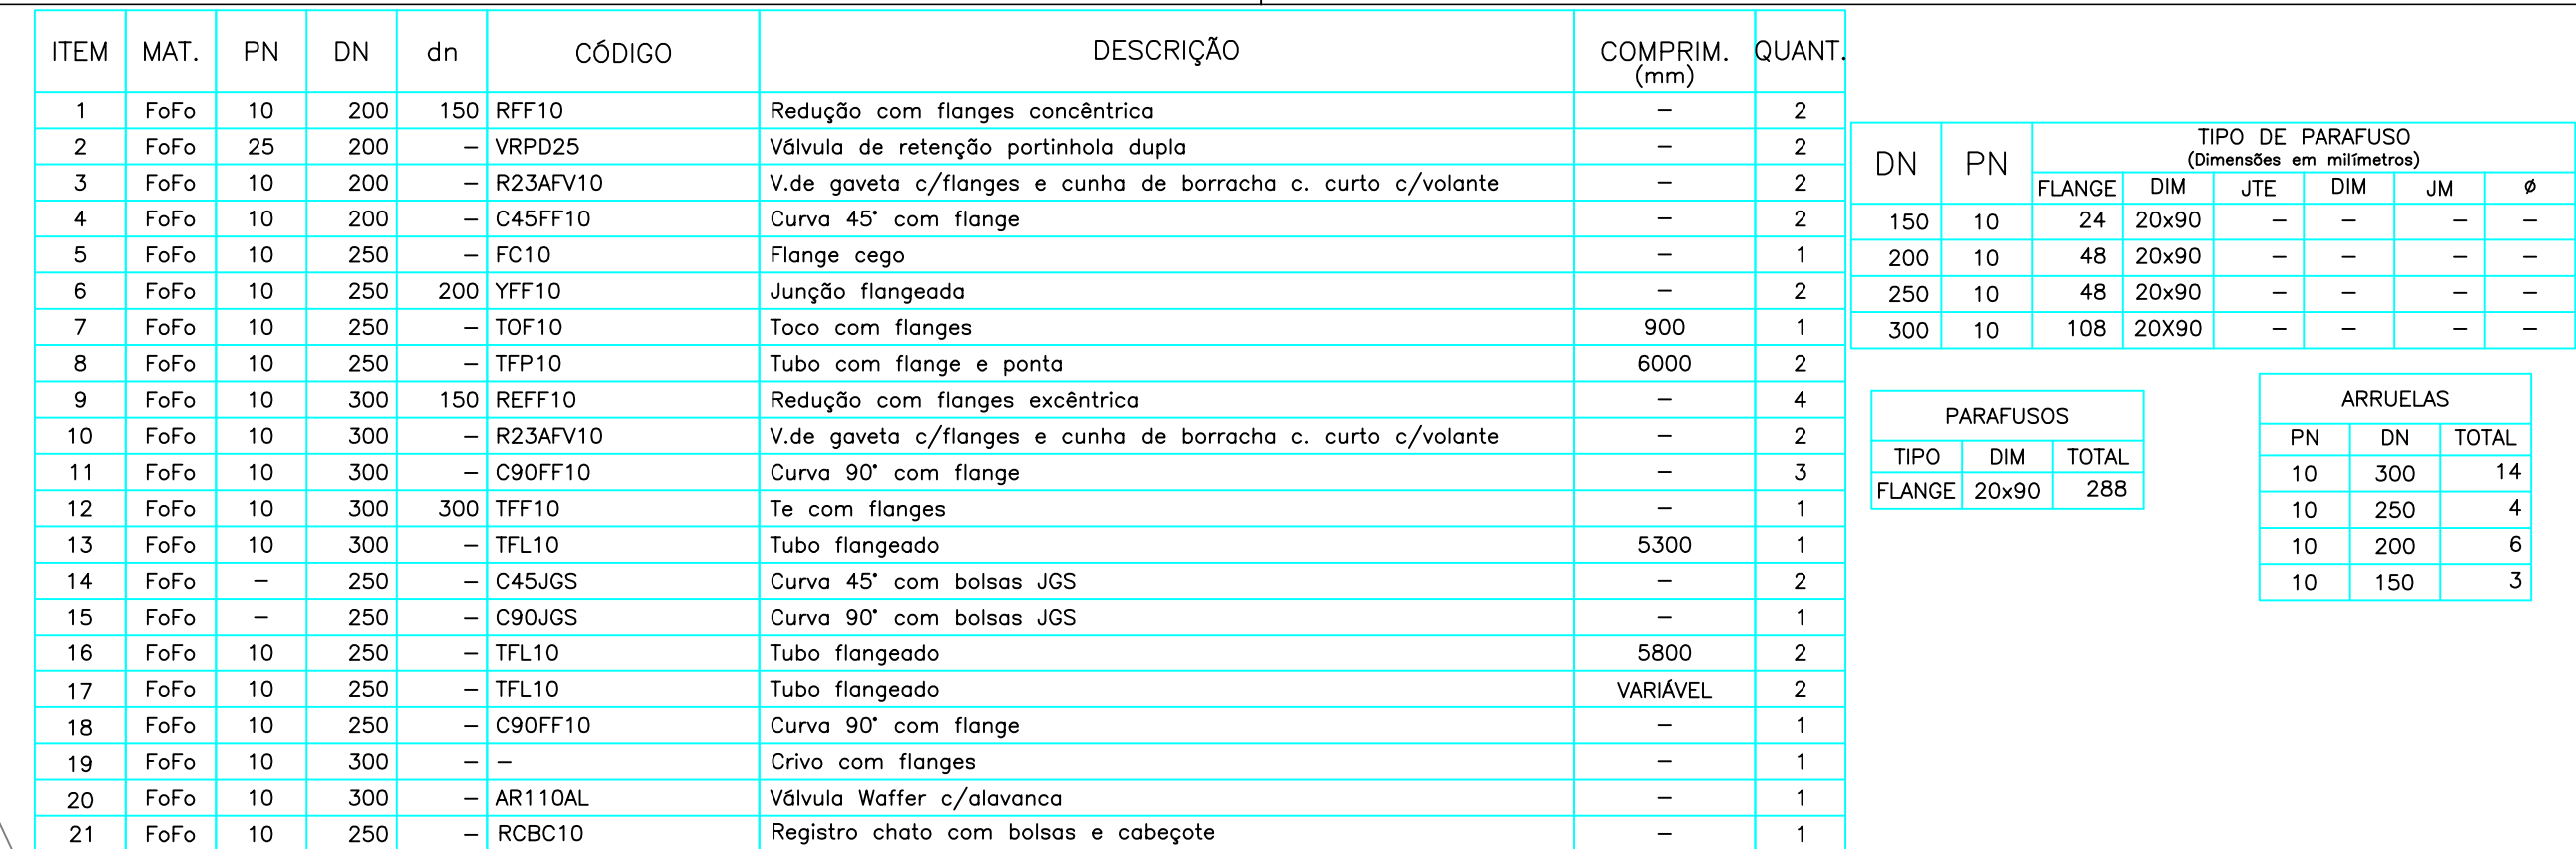 ITEM MAT. PN DN dn CÓDIGO DESCRIÇÃO COMPRIM. (mm) QUANT.
1 FoFo 10 200 150 RFF10 Redução com flanges concêntrica – 2
2 FoFo 25 200 – VRPD25 Válvula de retenção portinhola dupla – 2
3 FoFo 10 200 – R23AFV10 V.de gaveta c/flanges e cunha de borracha c. curto c/volante – 2
4 FoFo 10 200 – C45FF10 Curva 45° com flange – 2
5 FoFo 10 250 – FC10 Flange cego – 1
6 FoFo 10 250 200 YFF10 Junção flangeada – 2
7 FoFo 10 250 – TOF10 Toco com flanges 900 1
8 FoFo 10 250 – TFP10 Tubo com flange e ponta 6000 2
9 FoFo 10 300 150 REFF10 Redução com flanges excêntrica – 4
10 FoFo 10 300 – R23AFV10 V.de gaveta c/flanges e cunha de borracha c. curto c/volante – 2
11 FoFo 10 300 – C90FF10 Curva 90° com flange – 3
12 FoFo 10 300 300 TFF10 Te com flanges – 1
13 FoFo 10 300 – TFL10 Tubo flangeado 5300 1
14 FoFo – 250 – C45JGS Curva 45° com bolsas JGS – 2
15 FoFo – 250 – C90JGS Curva 90° com bolsas JGS – 1
16 FoFo 10 250 – TFL10 Tubo flangeado 5800 2
17 FoFo 10 250 – TFL10 Tubo flangeado VARIÁVEL 2
18 FoFo 10 250 – C90FF10 Curva 90° com flange – 1
19 FoFo 10 300 – – Crivo com flanges – 1
20 FoFo 10 300 – AR110AL Válvula Waffer c/alavanca – 1
21 FoFo 10 250 – RCBC10 Registro chato com bolsas e cabeçote – 1
DN PN TIPO DE PARAFUSO
(Dimensões em milímetros)
FLANGE DIM JTE DIM JM ø
150 10 24 20x90 – – – –
200 10 48 20x90 – – – –
250 10 48 20x90 – – – –
300 10 108 20X90 – – – –
PARAFUSOS
TIPO DIM TOTAL
FLANGE 20x90 288
ARRUELAS
PN DN TOTAL
10 300 14
10 250 4
10 200 6
10 150 3